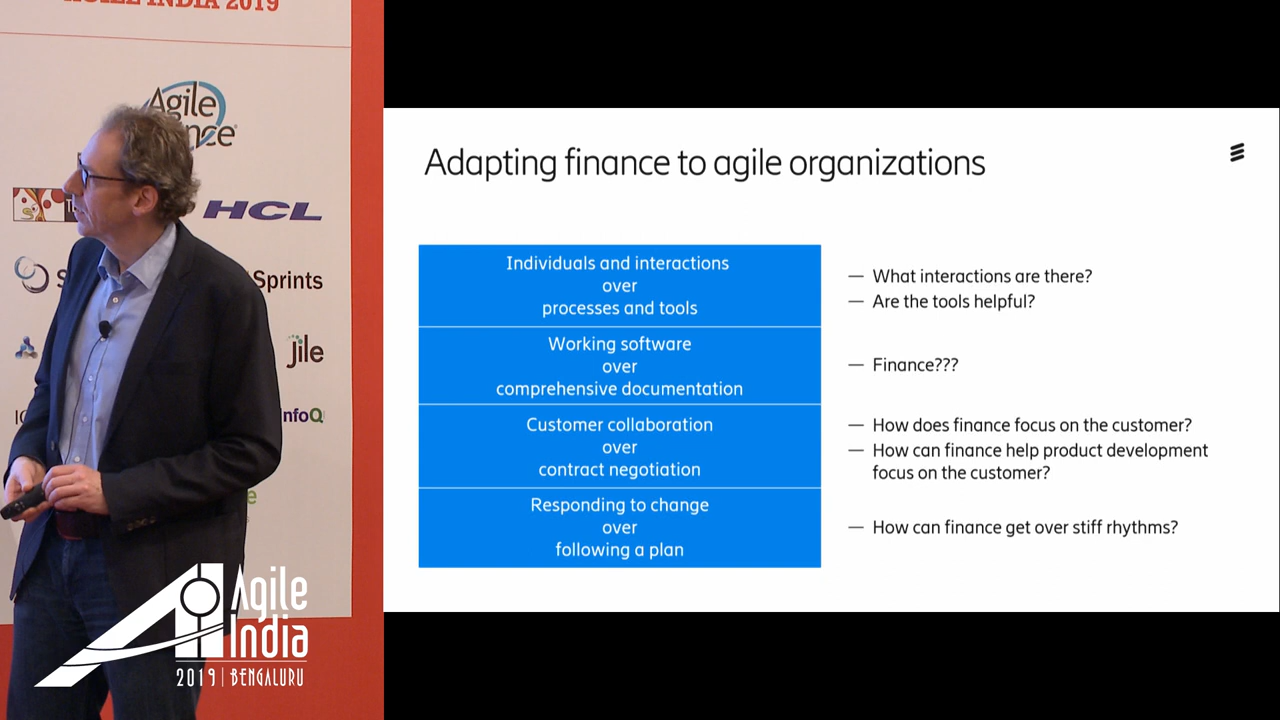 AGILE INDIA 2019
Agile
HCL
Sprints
jile
InfoQ
Agile
India
2019 | BENGALURU
Adapting finance to agile organizations
Individuals and interactions
over
processes and tools
— What interactions are there?
— Are the tools helpful?
Working software
over
comprehensive documentation
— Finance???
Customer collaboration
over
contract negotiation
— How does finance focus on the customer?
— How can finance help product development
focus on the customer?
Responding to change
over
following a plan
— How can finance get over stiff rhythms?